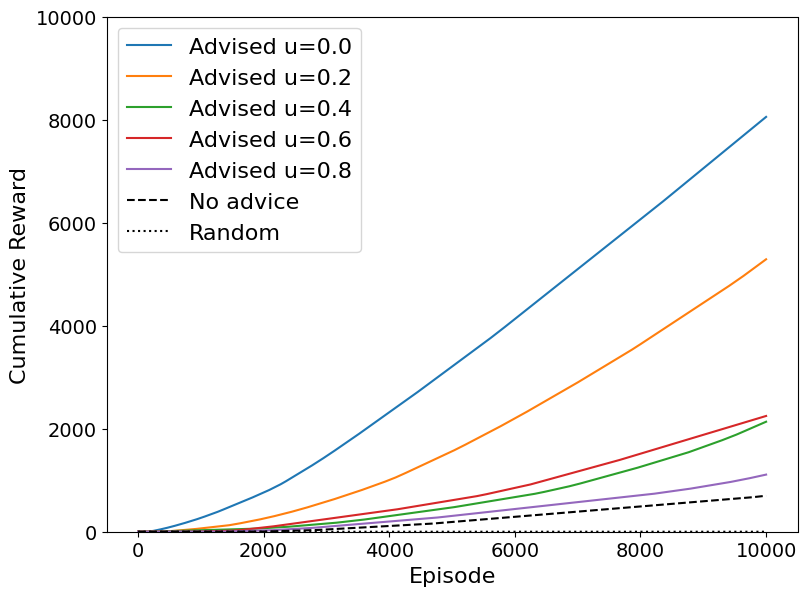 10000
8000
6000
4000
2000
0
Cumulative Reward
Advised u=0.0
Advised u=0.2
Advised u=0.4
Advised u=0.6
Advised u=0.8
No advice
Random
0 2000 4000 6000 8000 10000
Episode